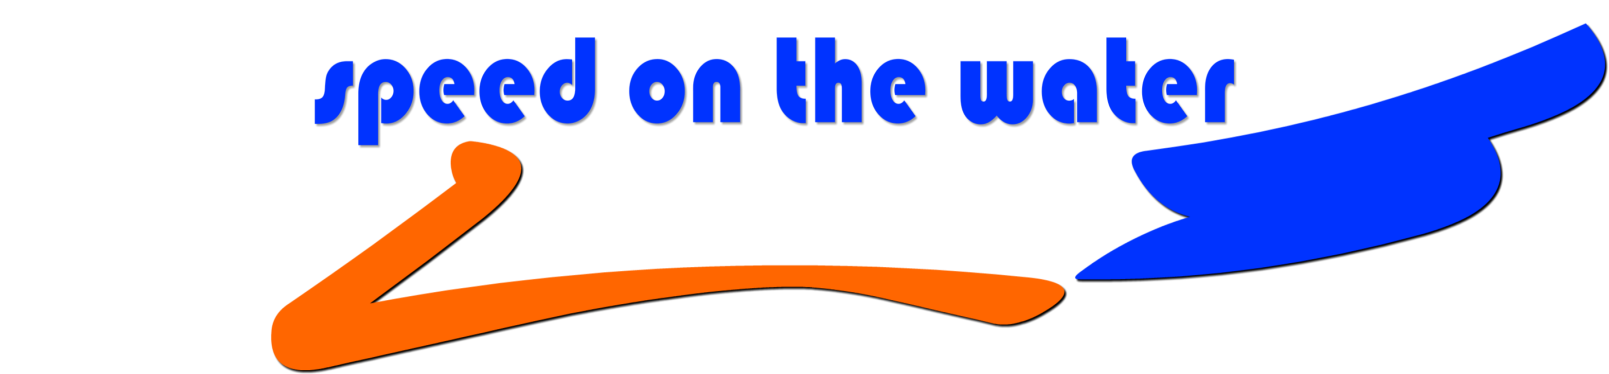 speed on the water